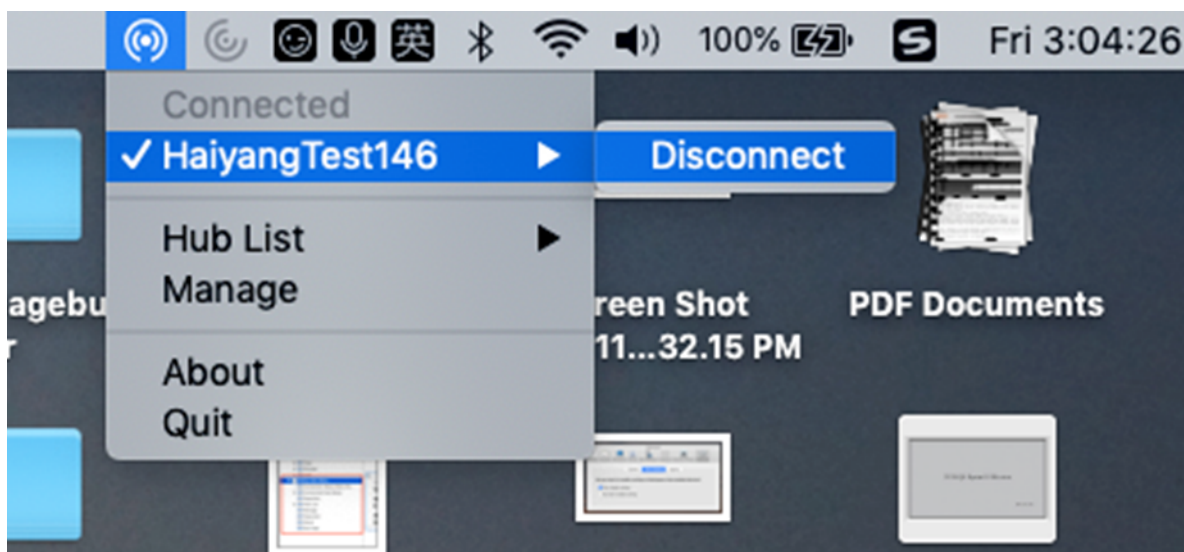 英 100% S Fri 3:04:26
Connected
✓ HaiyangTest146
Disconnect
Hub List
Manage
About
Quit
agebu
r
reen Shot
11...32.15 PM
PDF Documents